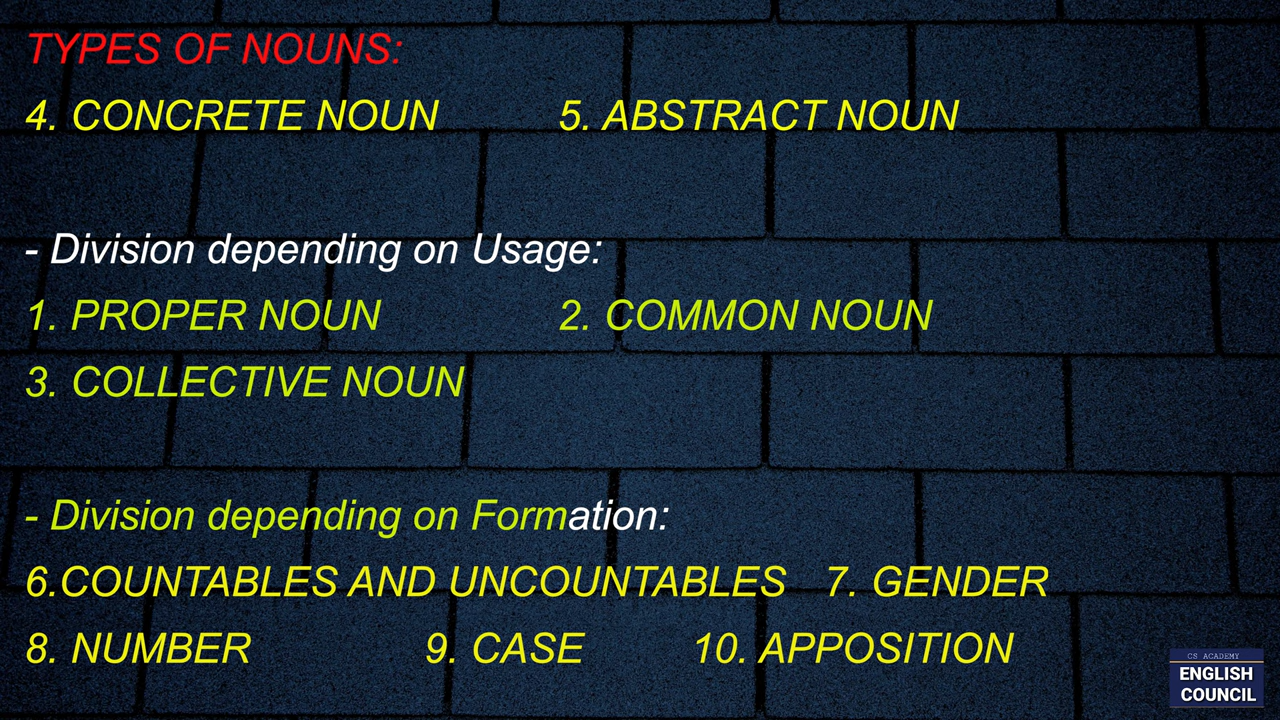 TYPES OF NOUNS:
4. CONCRETE NOUN 5. ABSTRACT NOUN
- Division depending on Usage:
1. PROPER NOUN 2. COMMON NOUN
3. COLLECTIVE NOUN
- Division depending on Formation:
6.COUNTABLES AND UNCOUNTABLES 7. GENDER
8. NUMBER 9. CASE 10. APPOSITION
CS ACADEMY
ENGLISH
COUNCIL